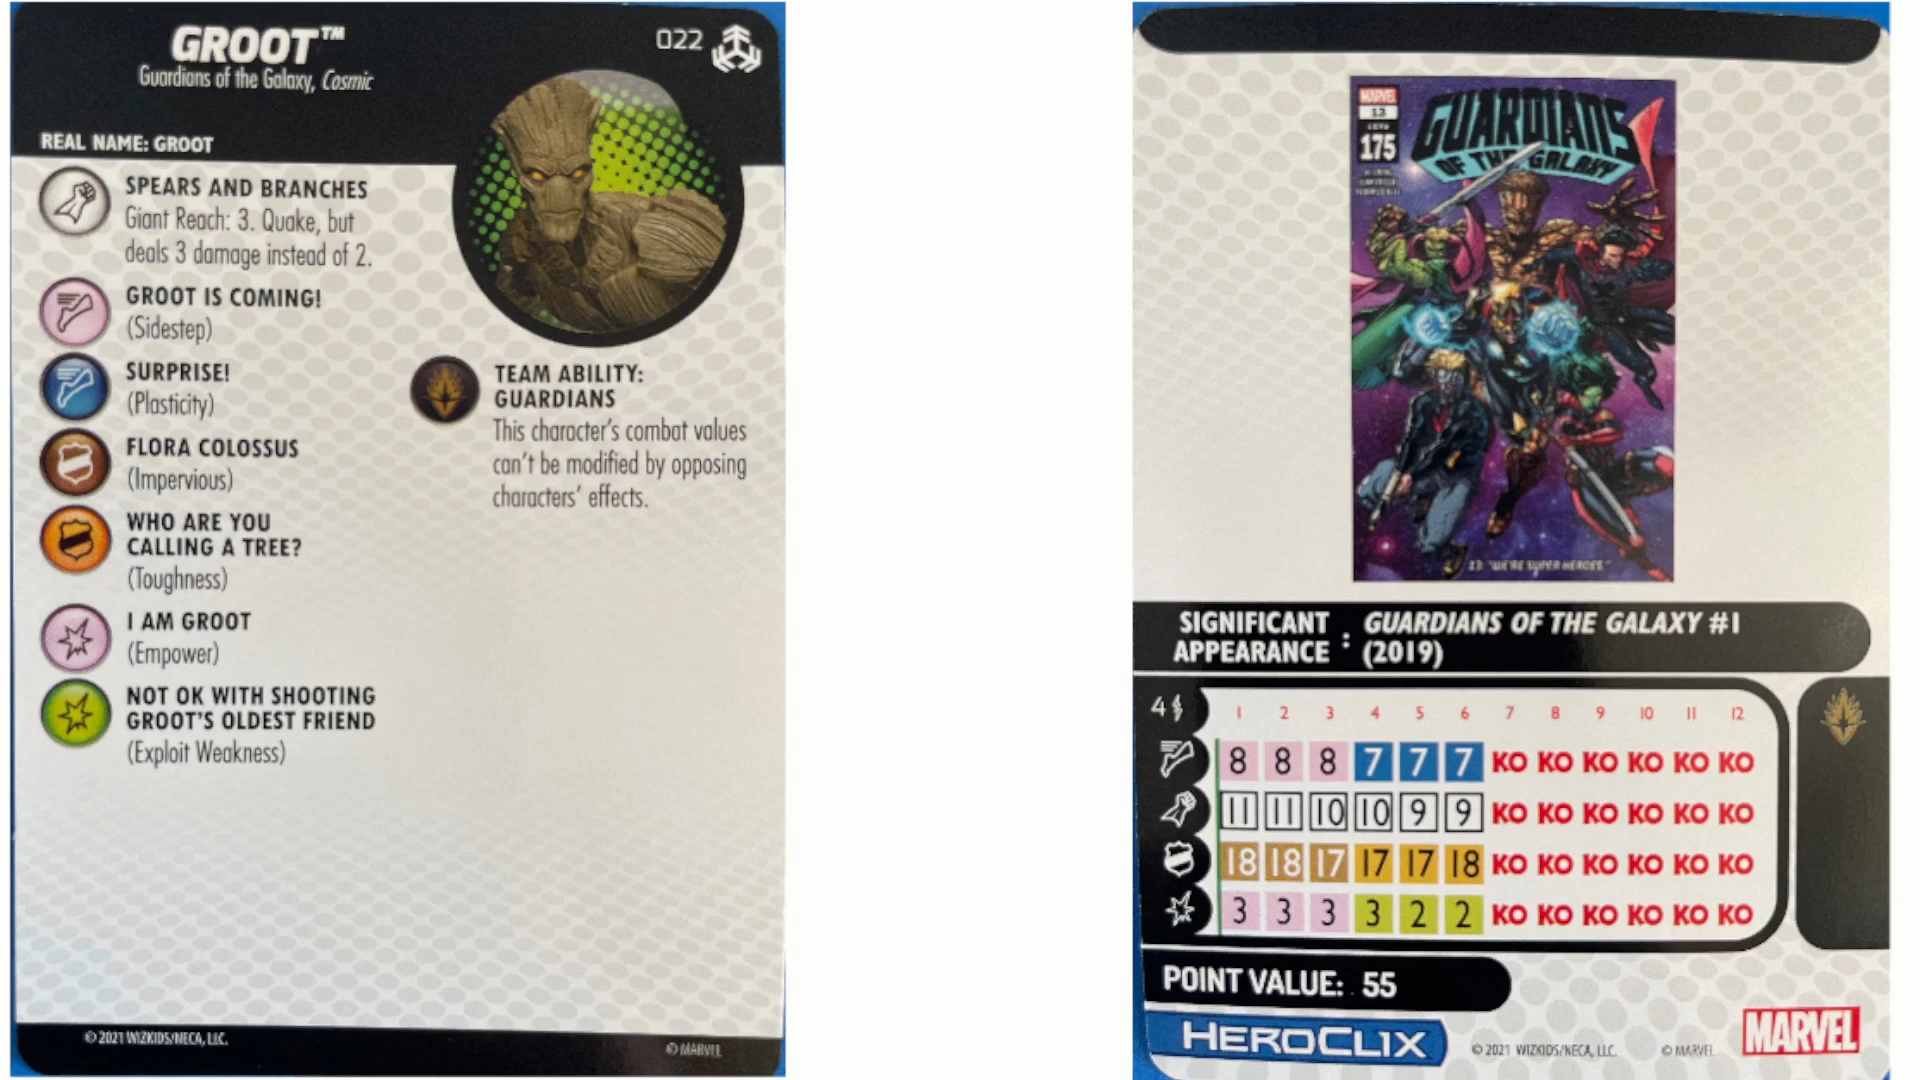 GROOT™
Guardians of the Galaxy, Cosmic
022
REAL NAME: GROOT
SPEARS AND BRANCHES
Giant Reach: 3. Quake, but
deals 3 damage instead of 2.
GROOT IS COMING!
(Sidestep)
SURPRISE!
(Plasticity)
FLORA COLOSSUS
(Impervious)
WHO ARE YOU
CALLING A TREE?
(Toughness)
I AM GROOT
(Empower)
NOT OK WITH SHOOTING
GROOT'S OLDEST FRIEND
(Exploit Weakness)
TEAM ABILITY:
GUARDIANS
This character's combat values
can't be modified by opposing
characters' effects.
© 2021 WIZKIDS/NECA, LLC.
© MARVEL
MARVEL
13
175
GUARDIANS
OF THE GALAXY
13: "WE'RE SUPER HEROES."
SIGNIFICANT
APPEARANCE : GUARDIANS OF THE GALAXY #1
(2019)
4 1 2 3 4 5 6 7 8 9 10 11 12
8 8 8 7 7 7 KO KO KO KO KO KO
11 11 10 10 9 9 KO KO KO KO KO KO
18 18 17 17 17 18 KO KO KO KO KO KO
3 3 3 3 2 2 KO KO KO KO KO KO
POINT VALUE: 55
HEROCLIX
© 2021 WIZKIDS/NECA, LLC.
© MARVEL
MARVEL